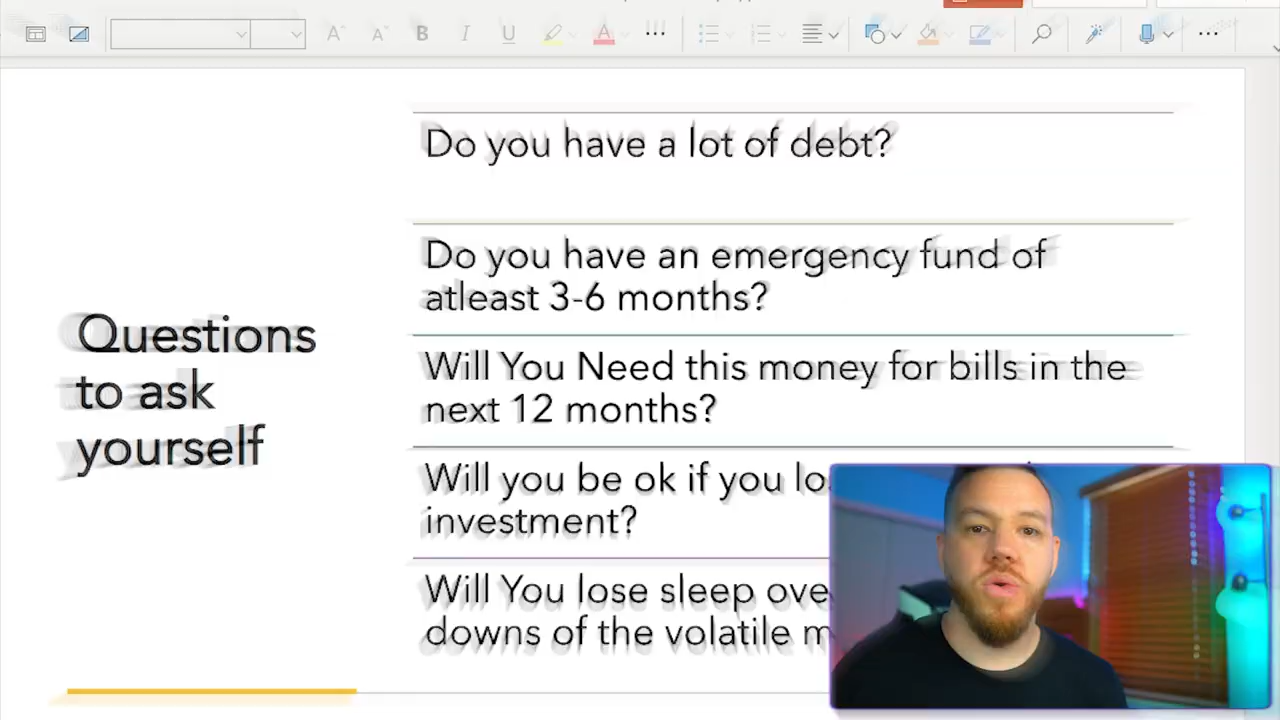 Do you have a lot of debt?
Do you have an emergency fund of
atleast 3-6 months?
Questions
to ask
yourself
Will You Need this money for bills in the
next 12 months?
Will you be ok if you
investment?
Will You lose sleep
downs of the volatile